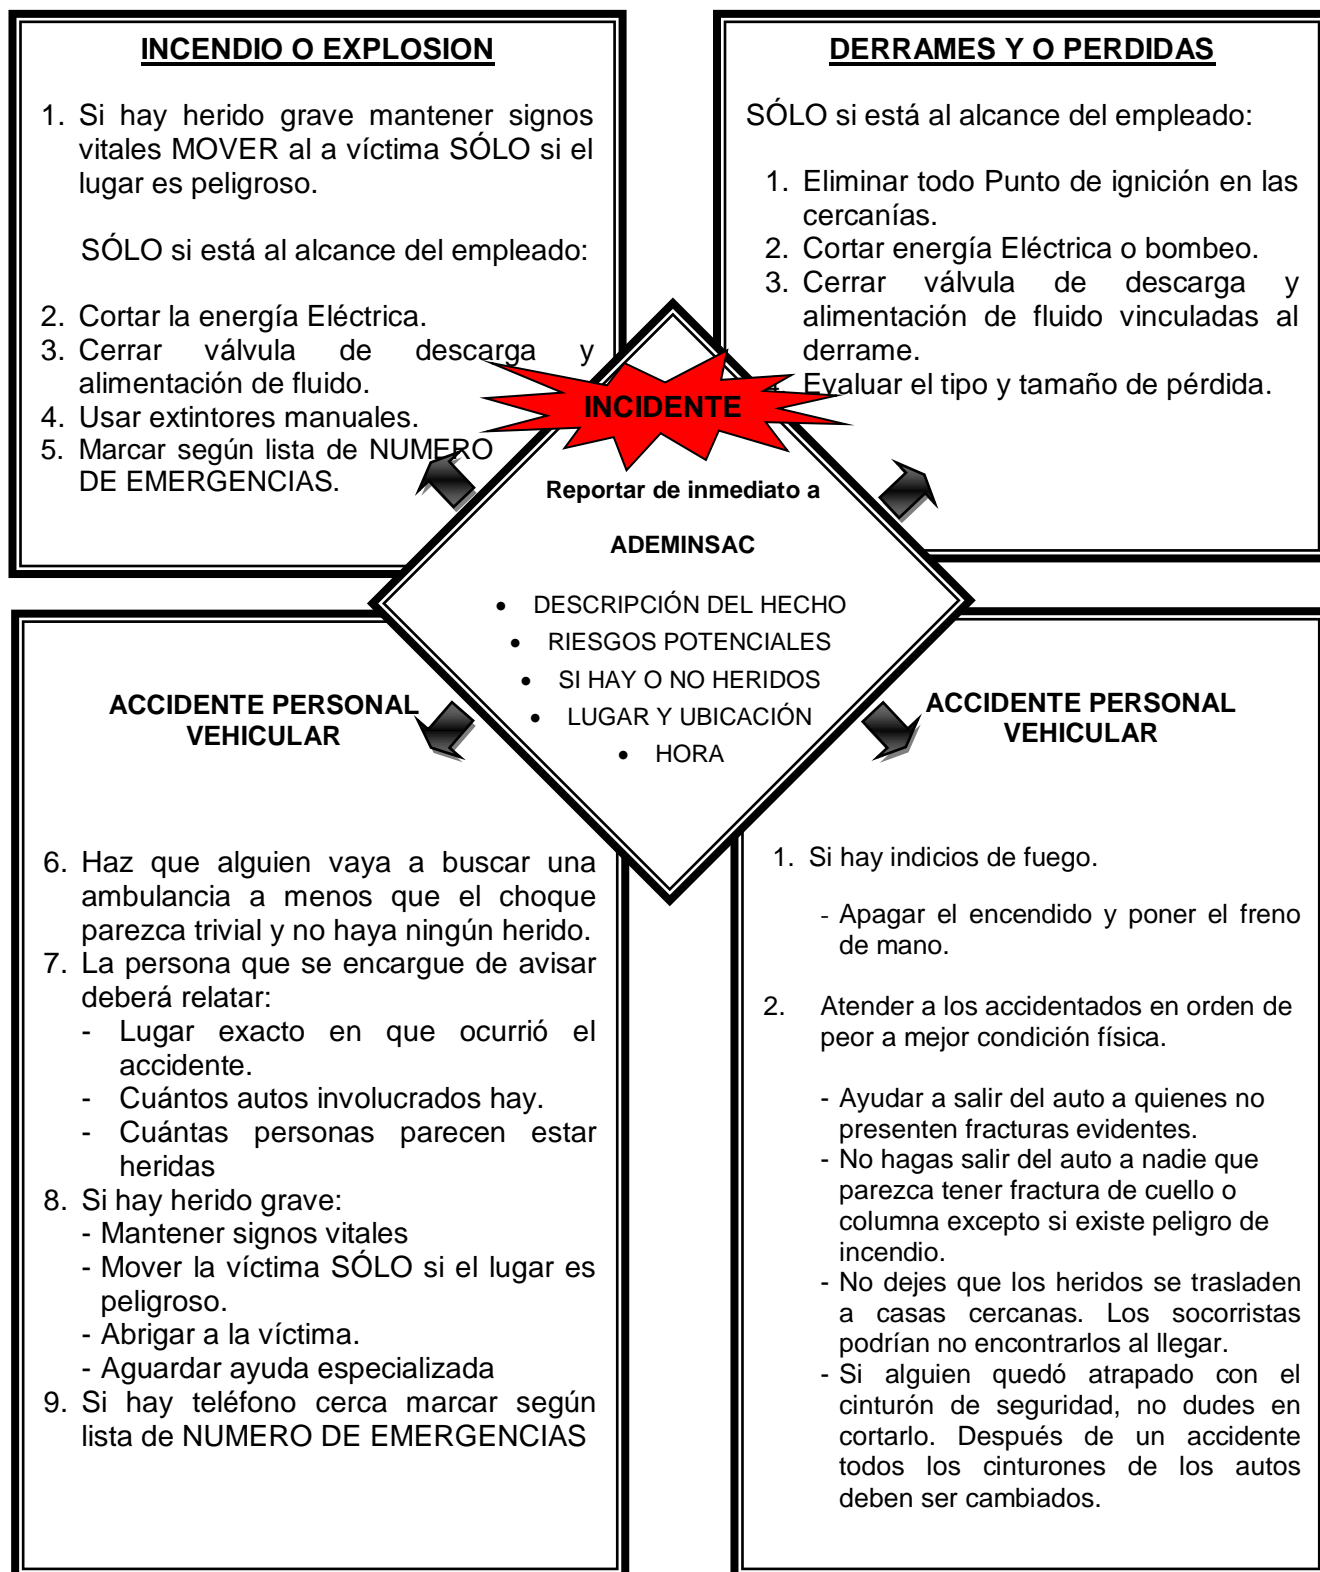 INCENDIO O EXPLOSION
1. Si hay herido grave mantener signos
vitales MOVER al a víctima SÓLO si el
lugar es peligroso.
SÓLO si está al alcance del empleado:
2. Cortar la energía Eléctrica.
3. Cerrar válvula de descarga y
alimentación de fluido.
4. Usar extintores manuales.
5. Marcar según lista de NUMERO
DE EMERGENCIAS.
DERRAMES Y O PERDIDAS
SÓLO si está al alcance del empleado:
1. Eliminar todo Punto de ignición en las
cercanías.
2. Cortar energía Eléctrica o bombeo.
3. Cerrar válvula de descarga y
alimentación de fluido vinculadas al
derrame.
Evaluar el tipo y tamaño de pérdida.
INCIDENTE
Reportar de inmediato a
ADEMINSAC
• DESCRIPCIÓN DEL HECHO
• RIESGOS POTENCIALES
• SI HAY O NO HERIDOS
• LUGAR Y UBICACIÓN
• HORA
ACCIDENTE PERSONAL
VEHICULAR
6. Haz que alguien vaya a buscar una
ambulancia a menos que el choque
parezca trivial y no haya ningún herido.
7. La persona que se encargue de avisar
deberá relatar:
- Lugar exacto en que ocurrió el
accidente.
- Cuántos autos involucrados hay.
- Cuántas personas parecen estar
heridas
8. Si hay herido grave:
- Mantener signos vitales
- Mover la víctima SÓLO si el lugar es
peligroso.
- Abrigar a la víctima.
- Aguardar ayuda especializada
9. Si hay teléfono cerca marcar según
lista de NUMERO DE EMERGENCIAS
ACCIDENTE PERSONAL
VEHICULAR
1. Si hay indicios de fuego.
- Apagar el encendido y poner el freno
de mano.
2. Atender a los accidentados en orden de
peor a mejor condición física.
- Ayudar a salir del auto a quienes no
presenten fracturas evidentes.
- No hagas salir del auto a nadie que
parezca tener fractura de cuello o
columna excepto si existe peligro de
incendio.
- No dejes que los heridos se trasladen
a casas cercanas. Los socorristas
podrían no encontrarlos al llegar.
- Si alguien quedó atrapado con el
cinturón de seguridad, no dudes en
cortarlo. Después de un accidente
todos los cinturones de los autos
deben ser cambiados.